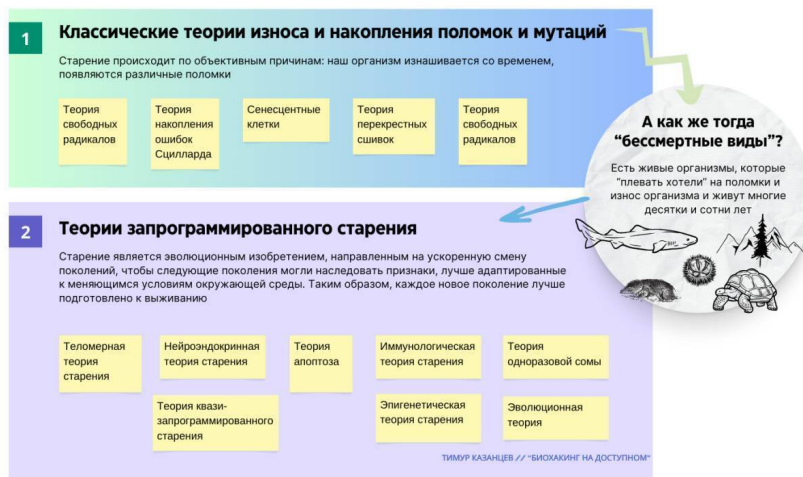 1
Классические теории износа и накопления поломок и мутаций
Старение происходит по объективным причинам: наш организм изнашивается со временем,
появляются различные поломки
Теория
свободных
радикалов
Теория
накопления
ошибок
Сцилларда
Сенесцентные
клетки
Теория
перекрестных
сшивок
Теория
свободных
радикалов
А как же тогда
"бессмертные виды"?
Есть живые организмы, которые
"плевать хотели" на поломки и
износ организма и живут многие
десятки и сотни лет
2
Теории запрограммированного старения
Старение является эволюционным изобретением, направленным на ускоренную смену
поколений, чтобы следующие поколения могли наследовать признаки, лучше адаптированные
к меняющимся условиям окружающей среды. Таким образом, каждое новое поколение лучше
подготовлено к выживанию
Теломерная
теория
старения
Нейроэндокринная
теория старения
Теория
апоптоза
Иммунологическая
теория старения
Теория
одноразовой сомы
Теория квази-
запрограммированного
старения
Эпигенетическая
теория старения
Эволюционная
теория
ТИМУР КАЗАНЦЕВ // "БИОХАКИНГ НА ДОСТУПНОМ"